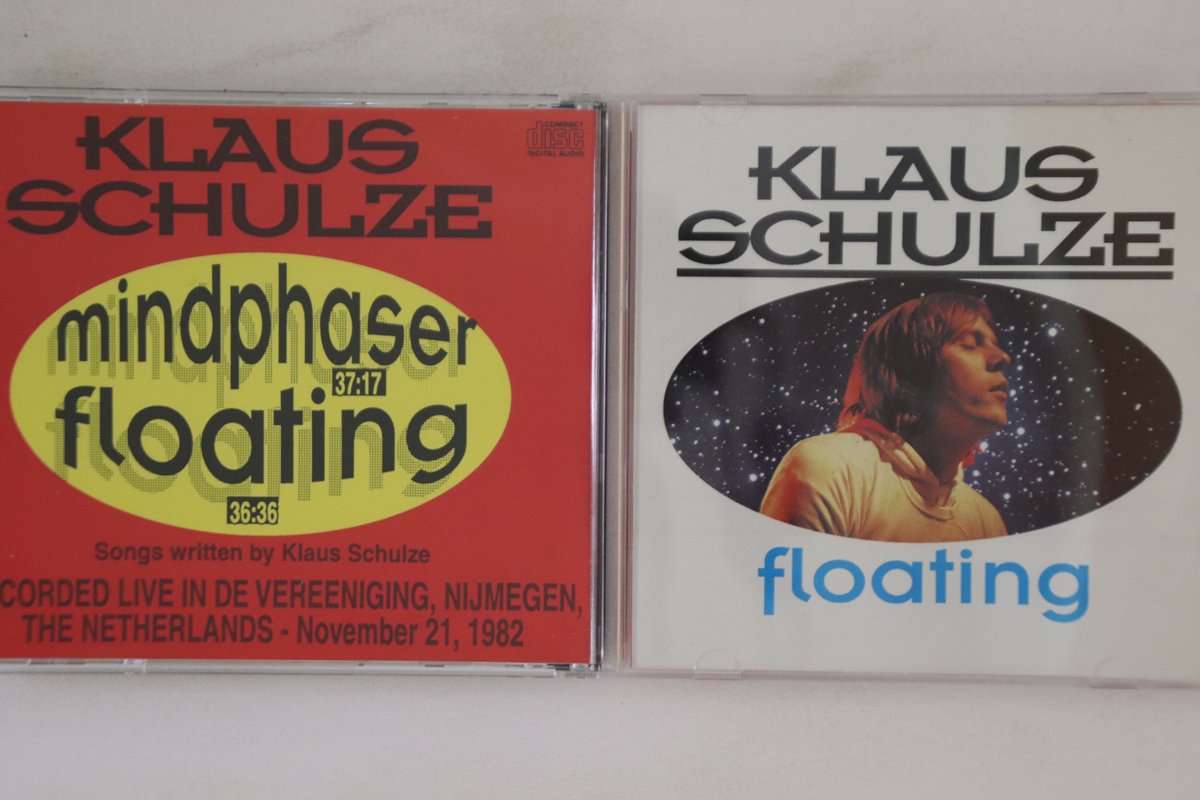 KLAUS
SCHULZE
COMPACT
disc
DIGITAL AUDIO
mindphaser
37:17
floating
36:36
Songs written by Klaus Schulze
CORDED LIVE IN DE VEREENIGING, NIJMEGEN,
THE NETHERLANDS - November 21, 1982
KLAUS
SCHULZE
floating